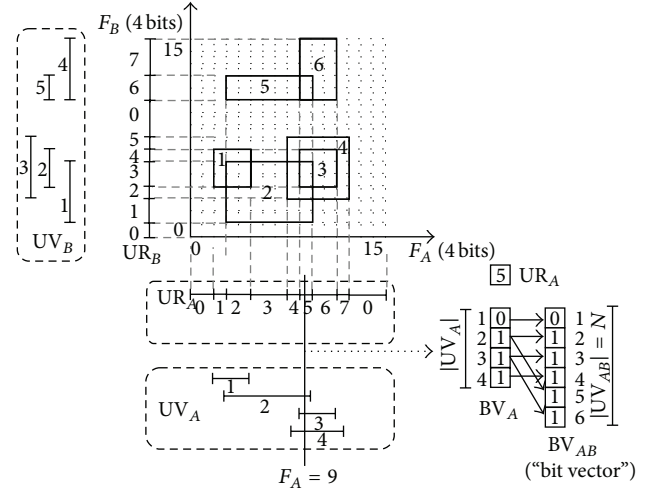 F_B (4 bits)
15
7
6
0
5
4
3
2
1
0
0
UR_B
5
4
3
2
1
UV_B
6
5
4
1
3
2
0
15
F_A (4 bits)
UR_A
0 1 2 3 4 5 6 7 0
UV_A
1
2
3
4
F_A = 9
5 UR_A
|UV_A|
1 0
2 1
3 1
4 1
BV_A
0 1
1 2
1 3
1 4
1 5
1 6
|UV_AB| = N
BV_AB
("bit vector")